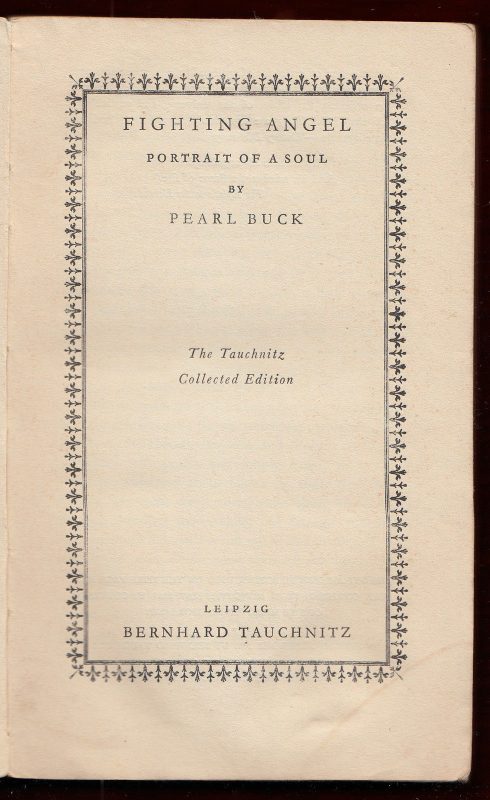 FIGHTING ANGEL
PORTRAIT OF A SOUL
BY
PEARL BUCK
The Tauchnitz
Collected Edition
LEIPZIG
BERNHARD TAUCHNITZ